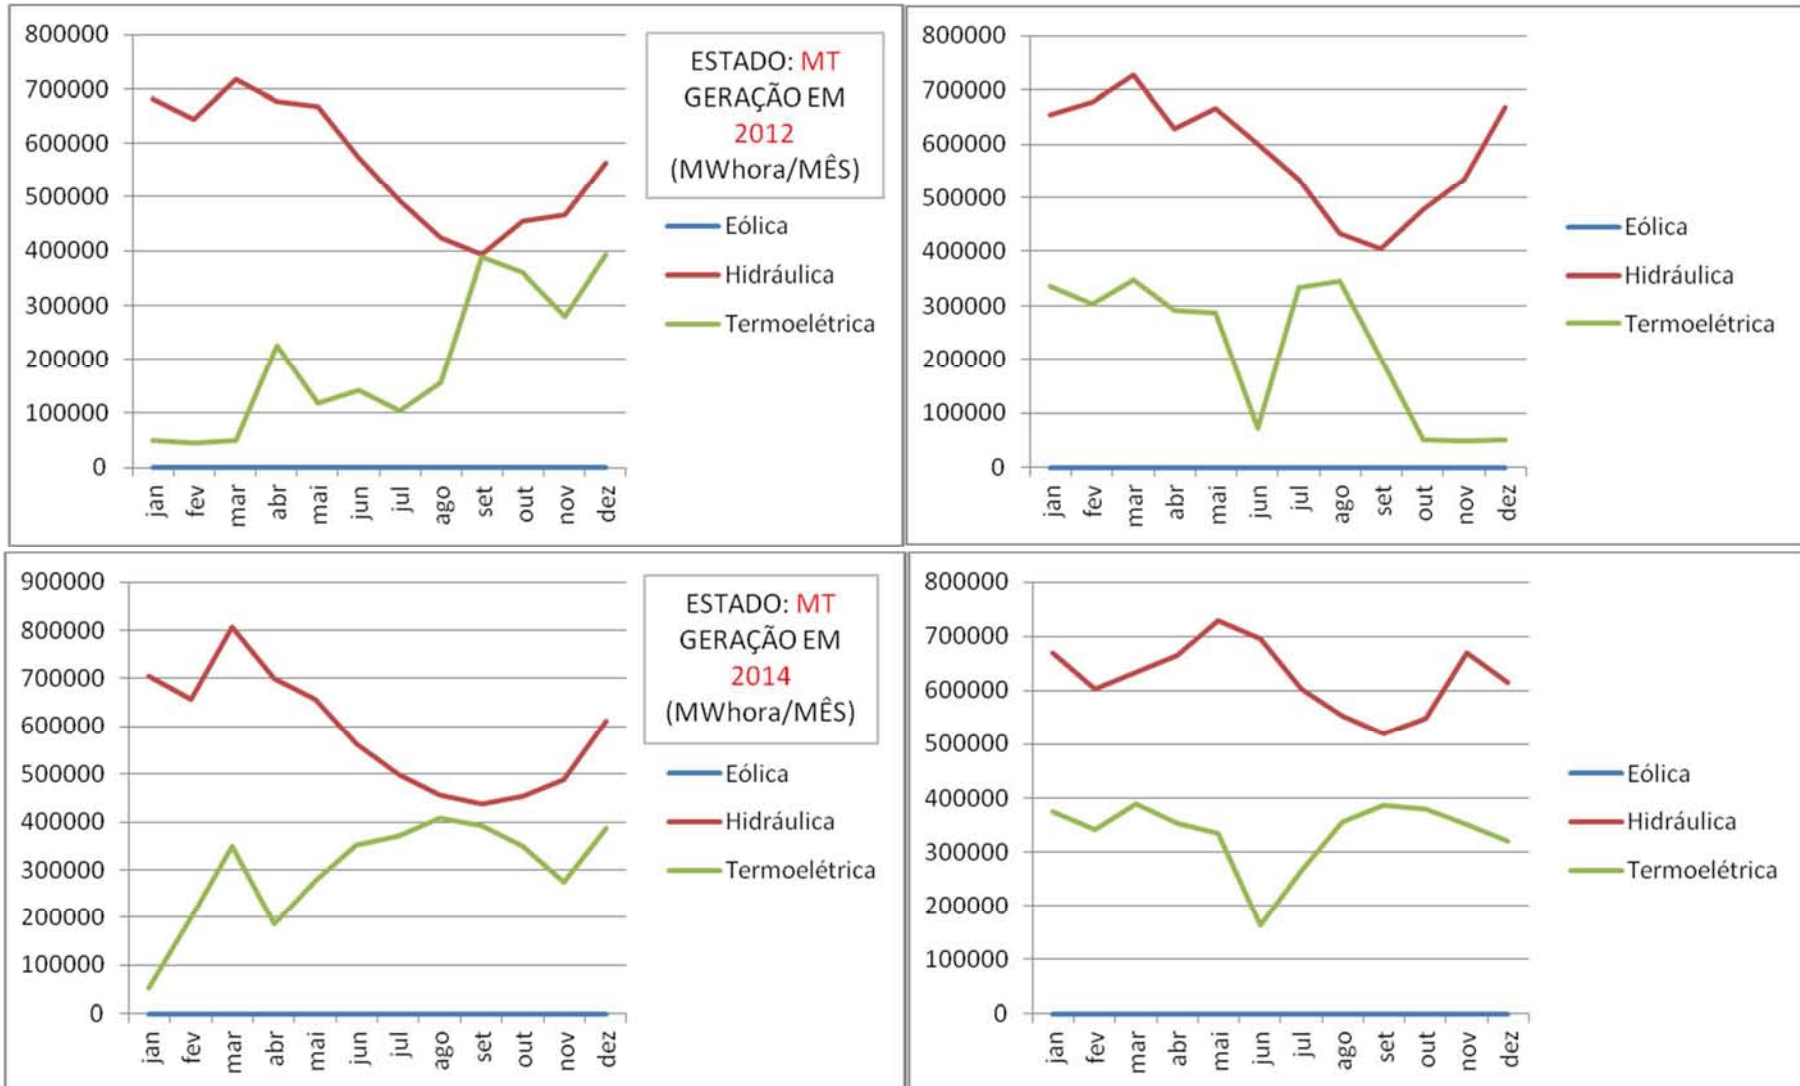 800000
700000
600000
500000
400000
300000
200000
100000
0
jan
fev
mar
abr
mai
jun
jul
ago
set
out
nov
dez
ESTADO: MT
GERAÇÃO EM
2012
(MWhora/MÊS)
Eólica
Hidráulica
Termoelétrica
800000
700000
600000
500000
400000
300000
200000
100000
0
jan
fev
mar
abr
mai
jun
jul
ago
set
out
nov
dez
Eólica
Hidráulica
Termoelétrica
900000
800000
700000
600000
500000
400000
300000
200000
100000
0
jan
fev
mar
abr
mai
jun
jul
ago
set
out
nov
dez
ESTADO: MT
GERAÇÃO EM
2014
(MWhora/MÊS)
Eólica
Hidráulica
Termoelétrica
800000
700000
600000
500000
400000
300000
200000
100000
0
jan
fev
mar
abr
mai
jun
jul
ago
set
out
nov
dez
Eólica
Hidráulica
Termoelétrica